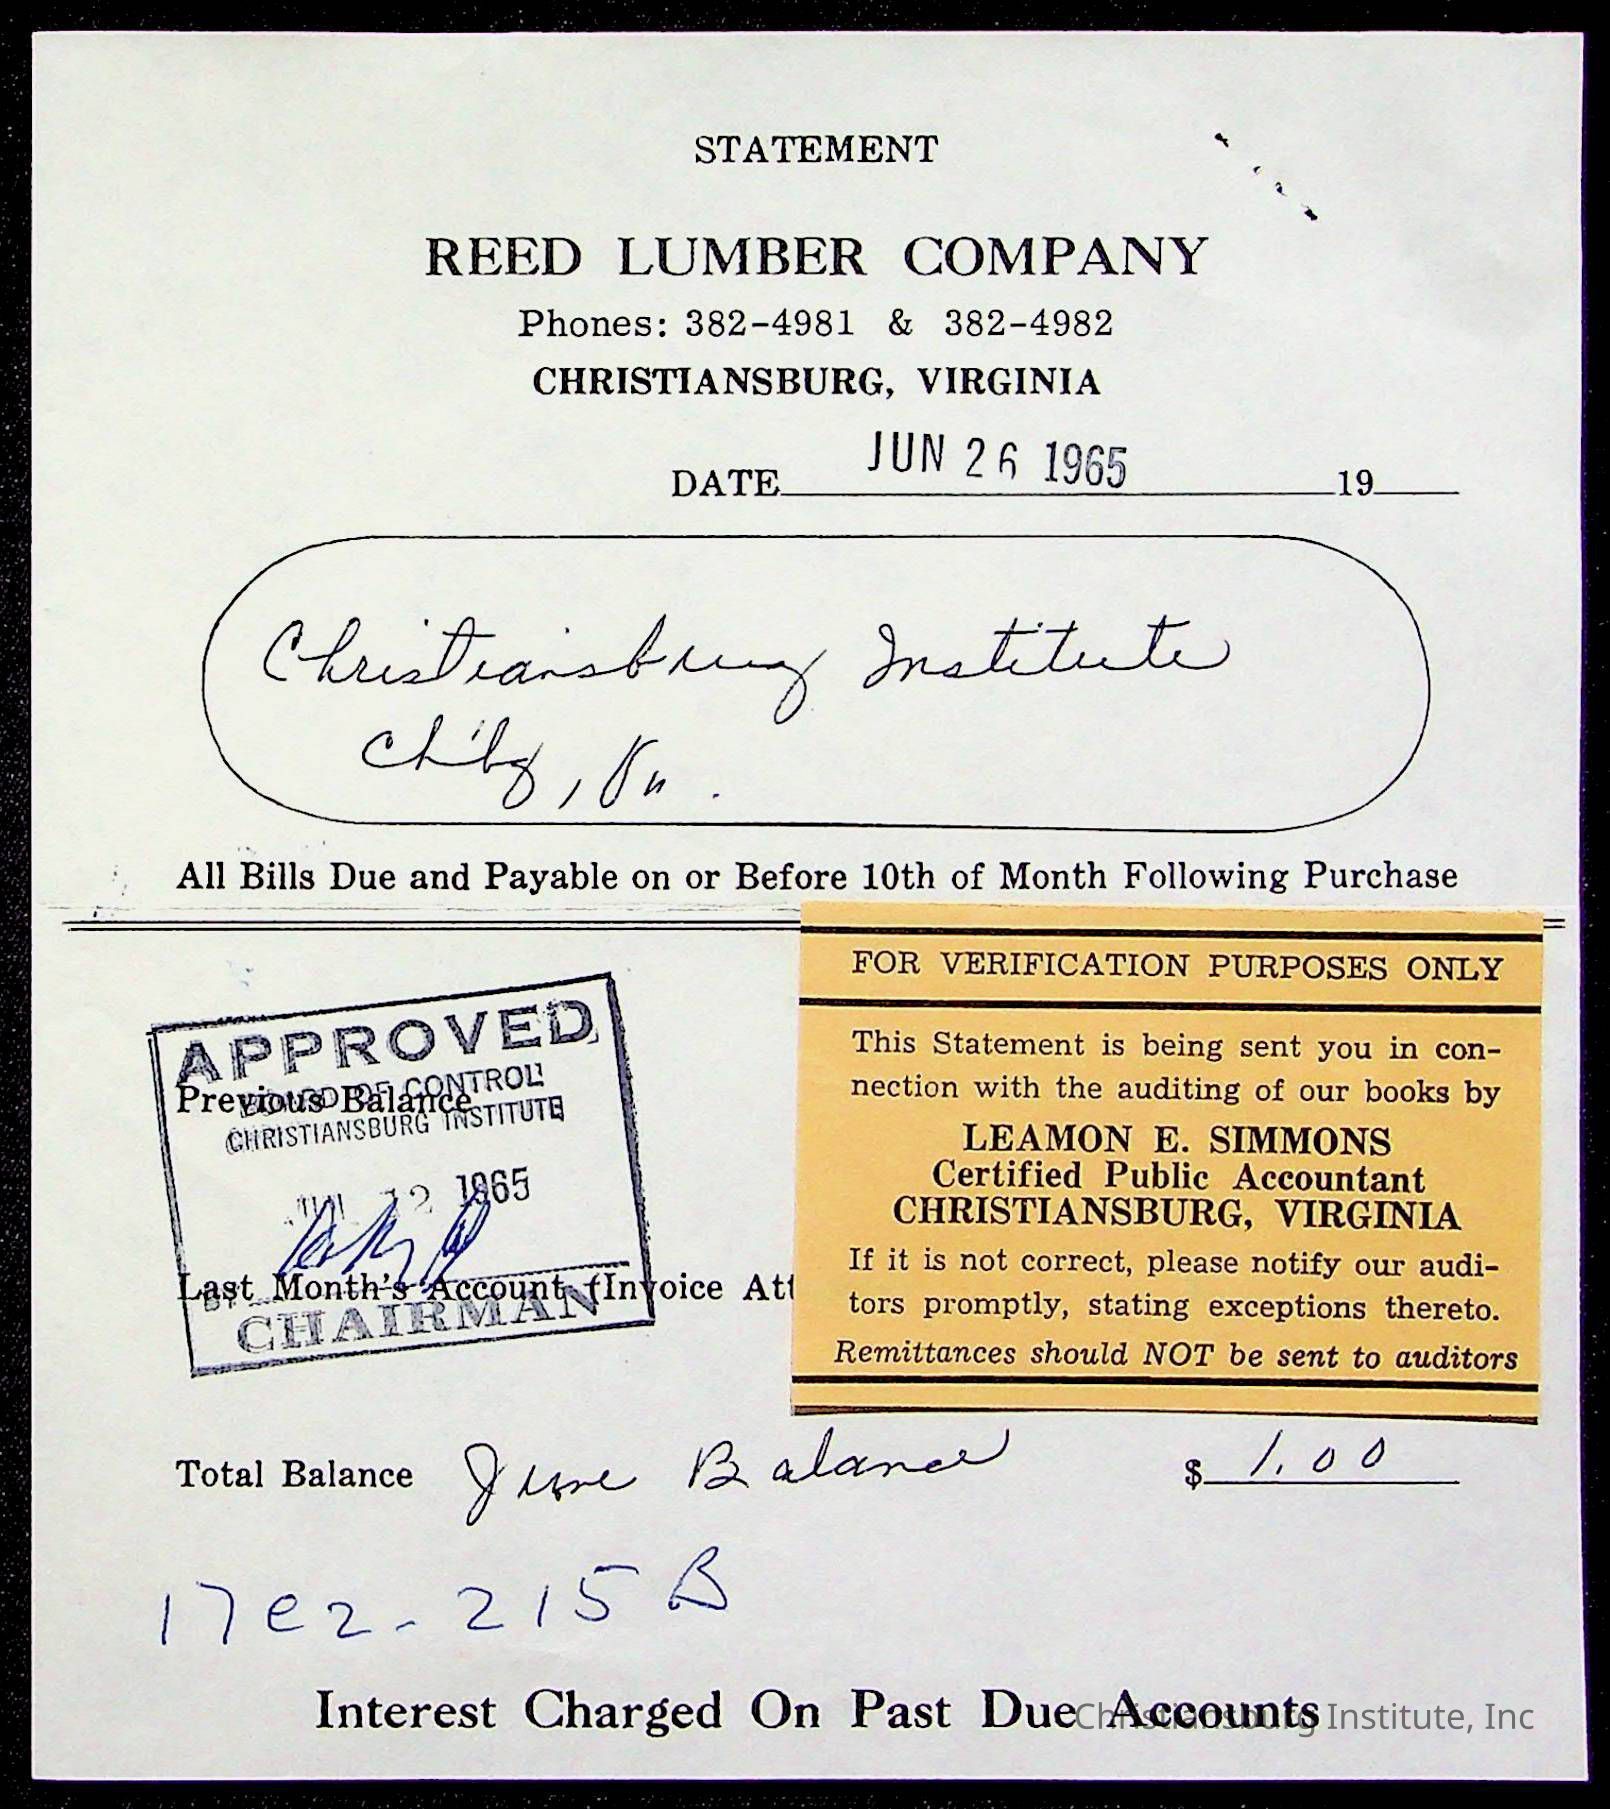 STATEMENT
REED LUMBER COMPANY
Phones: 382-4981 & 382-4982
CHRISTIANSBURG, VIRGINIA
DATE JUN 26 1965 19
Christiansburg Institute
Ch'bg, Va.
All Bills Due and Payable on or Before 10th of Month Following Purchase
APPROVED
BOARD OF CONTROL
Previous Balance
CHRISTIANSBURG INSTITUTE
12 1965
Last Month's Account (Invoice Att
CHAIRMAN
FOR VERIFICATION PURPOSES ONLY
This Statement is being sent you in con-
nection with the auditing of our books by
LEAMON E. SIMMONS
Certified Public Accountant
CHRISTIANSBURG, VIRGINIA
If it is not correct, please notify our audi-
tors promptly, stating exceptions thereto.
Remittances should NOT be sent to auditors
Total Balance June Balance $ 1.00
17e2-215B
Interest Charged On Past Due Accounts
Christiansburg Institute, Inc